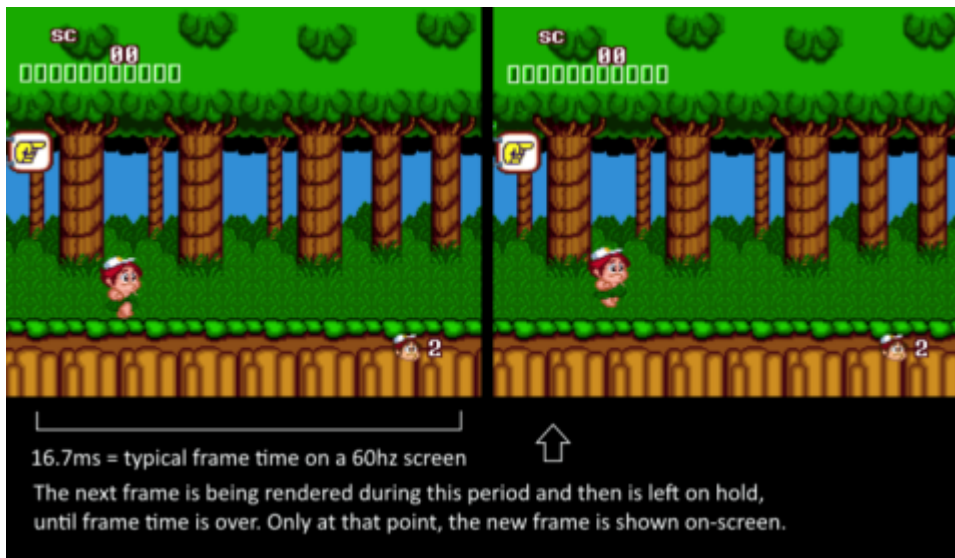 SC SC
00 00
2 2
16.7ms = typical frame time on a 60hz screen
The next frame is being rendered during this period and then is left on hold,
until frame time is over. Only at that point, the new frame is shown on-screen.